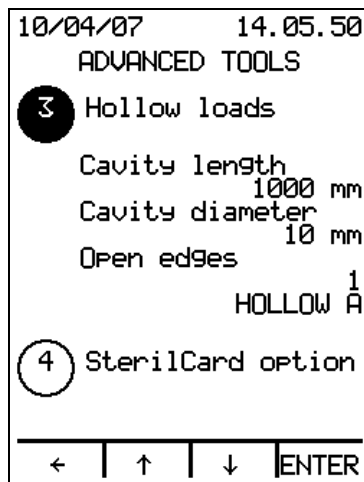 10/04/07 14.05.50
ADVANCED TOOLS
3 Hollow loads
Cavity length
1000 mm
Cavity diameter
10 mm
Open edges
1
HOLLOW A
4 SterilCard option
← ↑ ↓ ENTER